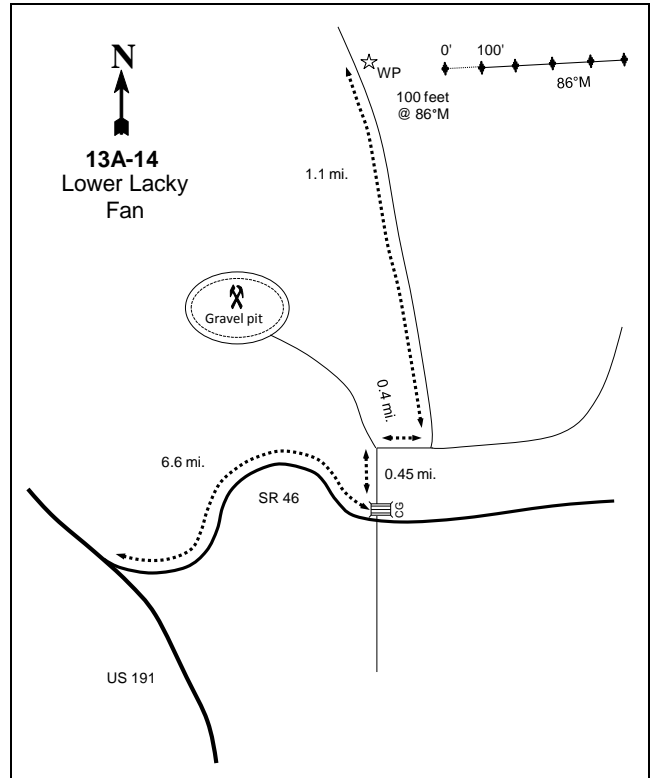 N
13A-14
Lower Lacky
Fan
WP
0' 100'
86°M
100 feet
@ 86°M
1.1 mi.
Gravel pit
0.4 mi.
6.6 mi.
0.45 mi.
SR 46
CG
US 191